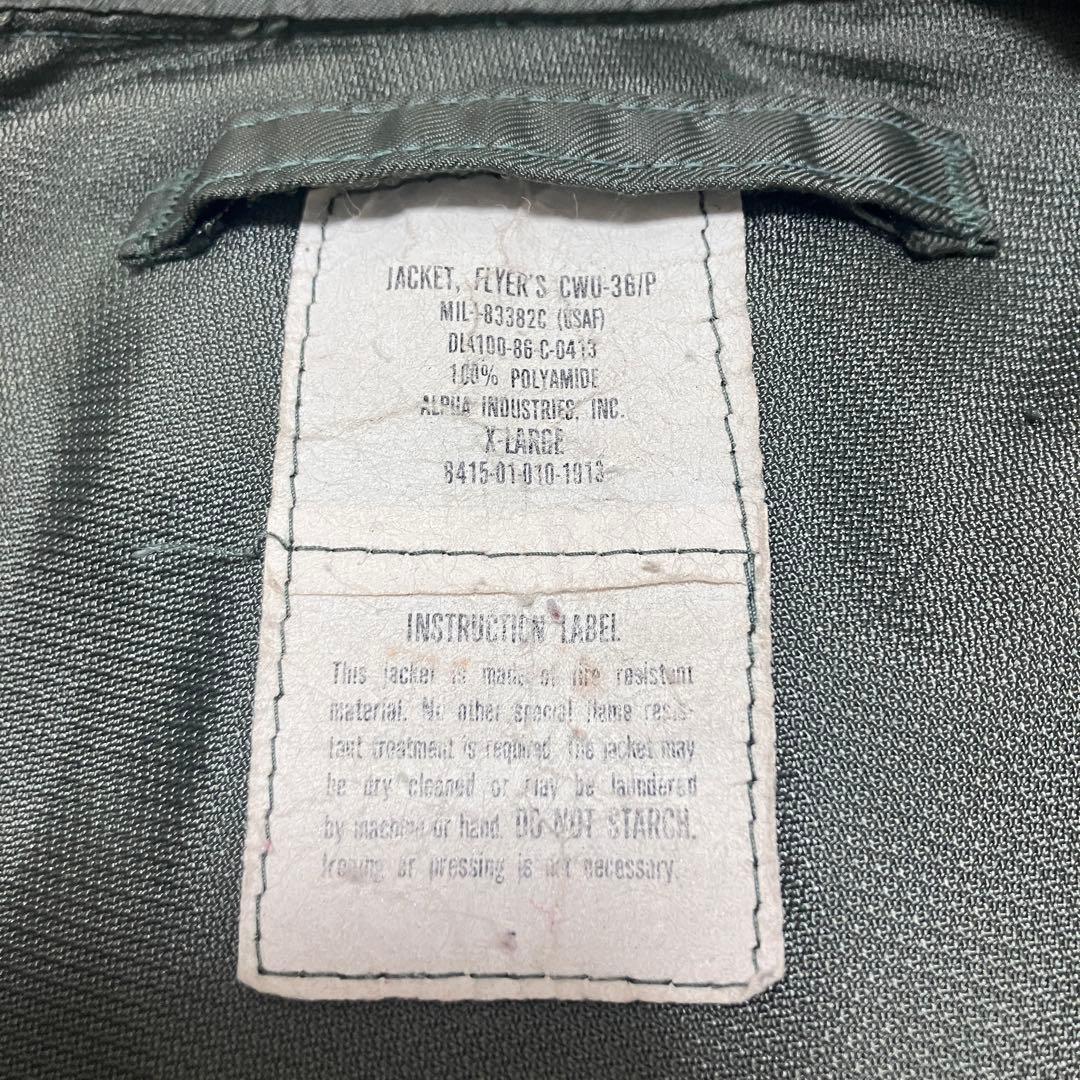 JACKET, FLYER'S CWU-36/P
MIL-J-83382C (USAF)
DLA100-86-C-0413
100% POLYAMIDE
ALPHA INDUSTRIES, INC.
X-LARGE
8415-01-010-1913
INSTRUCTION LABEL
This jacket is made of fire resistant
material. No other special flame resis-
tant treatment is required. The jacket may
be dry cleaned or may be laundered
by machine or hand. DO NOT STARCH.
Ironing or pressing is not necessary.